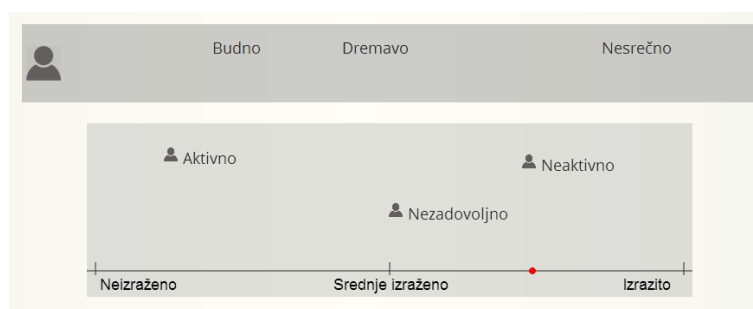 Budno Dremavo Nesrečno
Aktivno
Neaktivno
Nezadovoljno
Neizraženo Srednje izraženo Izrazito